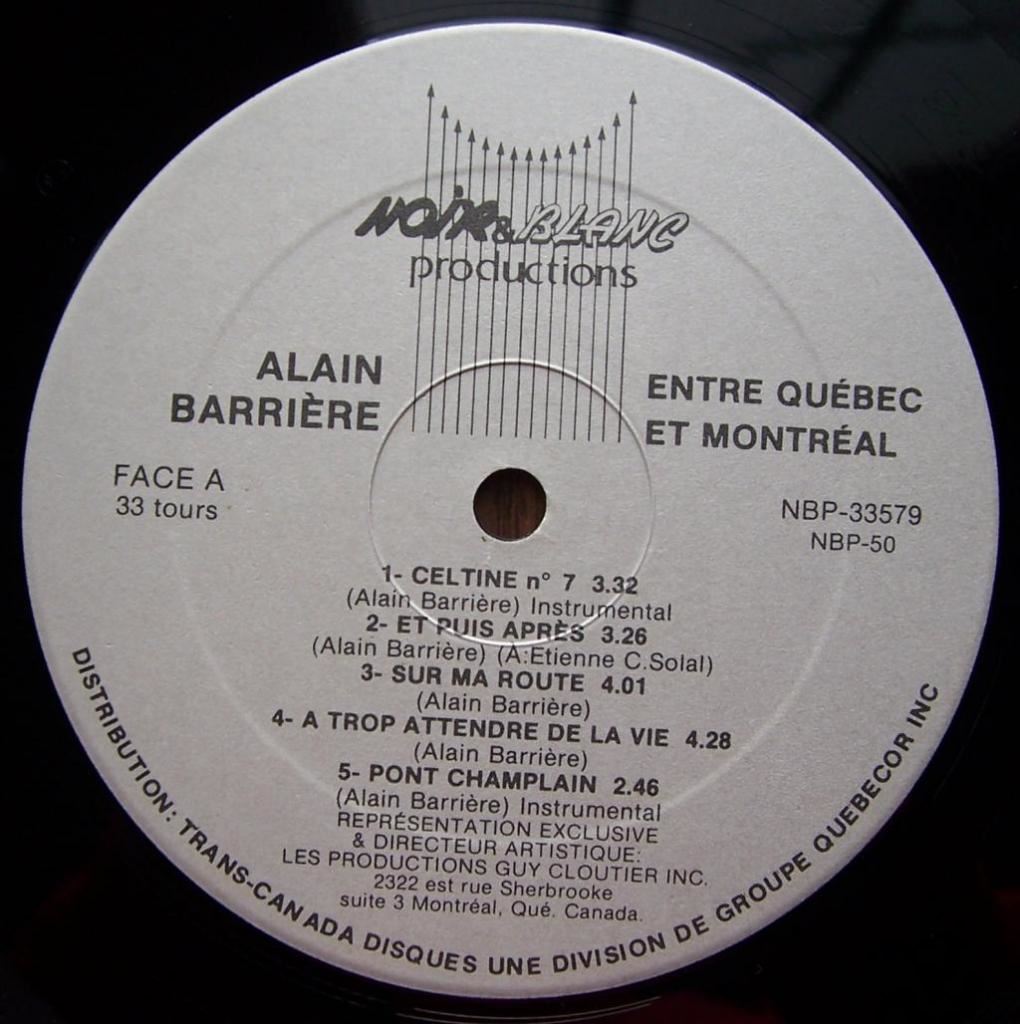 NOIR & BLANC
productions
ALAIN
BARRIÈRE
ENTRE QUÉBEC
ET MONTRÉAL
FACE A
33 tours
NBP-33579
NBP-50
1- CELTINE n° 7 3.32
(Alain Barrière) Instrumental
2- ET PUIS APRÈS 3.26
(Alain Barrière) (A:Etienne C.Solal)
3- SUR MA ROUTE 4.01
(Alain Barrière)
4- A TROP ATTENDRE DE LA VIE 4.28
(Alain Barrière)
5- PONT CHAMPLAIN 2.46
(Alain Barrière) Instrumental
REPRÉSENTATION EXCLUSIVE
& DIRECTEUR ARTISTIQUE:
LES PRODUCTIONS GUY CLOUTIER INC.
2322 est rue Sherbrooke
suite 3 Montréal, Qué. Canada.
DISTRIBUTION: TRANS-CANADA DISQUES UNE DIVISION DE GROUPE QUEBECOR INC